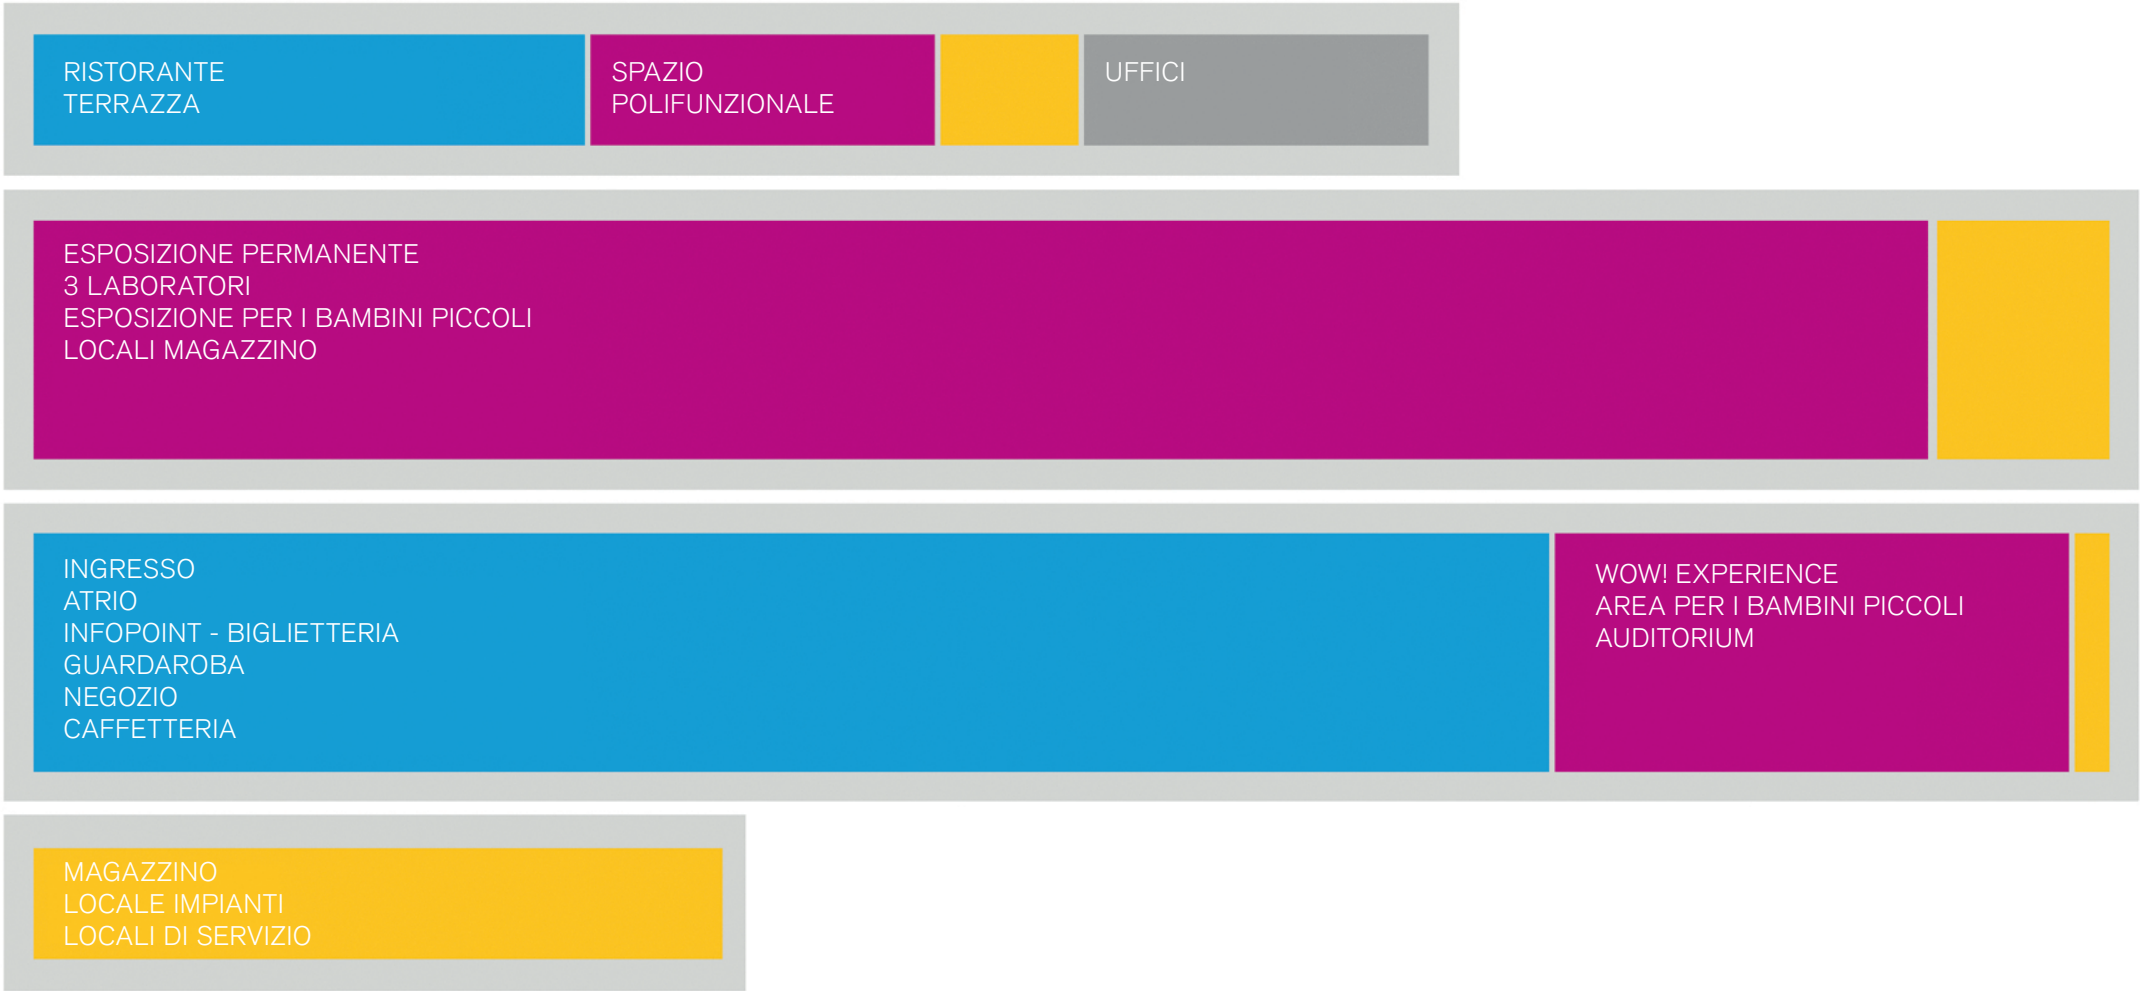 RISTORANTE
TERRAZZA
SPAZIO
POLIFUNZIONALE
UFFICI
ESPOSIZIONE PERMANENTE
3 LABORATORI
ESPOSIZIONE PER I BAMBINI PICCOLI
LOCALI MAGAZZINO
INGRESSO
ATRIO
INFOPOINT - BIGLIETTERIA
GUARDAROBA
NEGOZIO
CAFFETTERIA
WOW! EXPERIENCE
AREA PER I BAMBINI PICCOLI
AUDITORIUM
MAGAZZINO
LOCALE IMPIANTI
LOCALI DI SERVIZIO